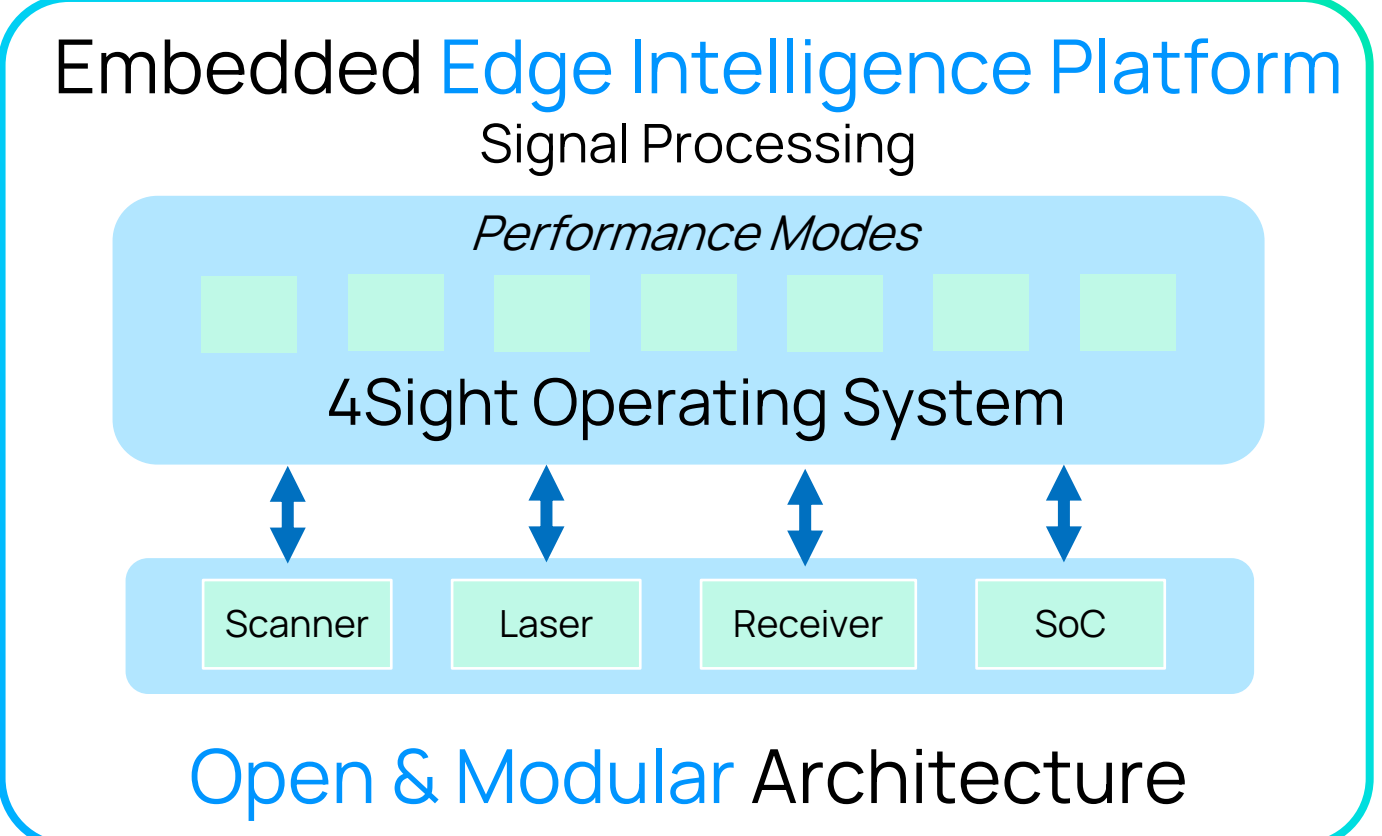 Embedded Edge Intelligence Platform
Signal Processing
Performance Modes
4Sight Operating System
Scanner
Laser
Receiver
SoC
Open & Modular Architecture